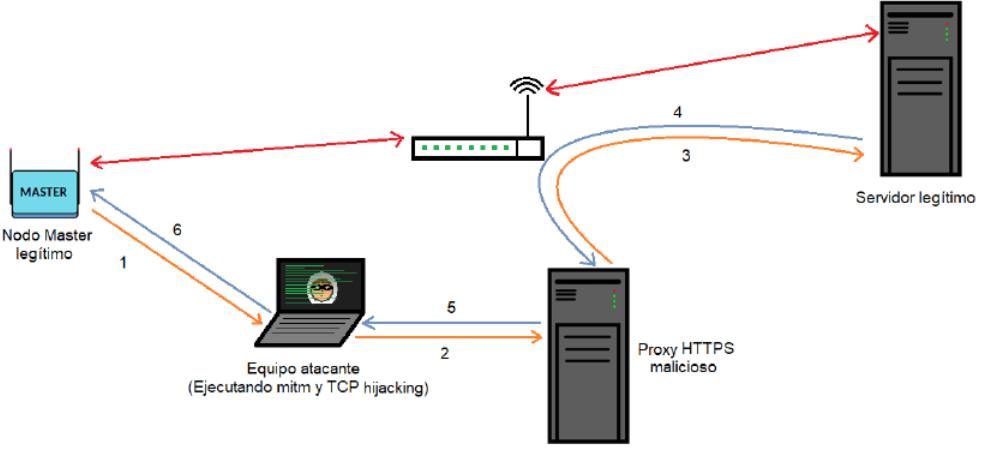 4
3
Servidor legítimo
MASTER
Nodo Master
legítimo
6
1
5
2
Equipo atacante
(Ejecutando mitm y TCP hijacking)
Proxy HTTPS
malicioso